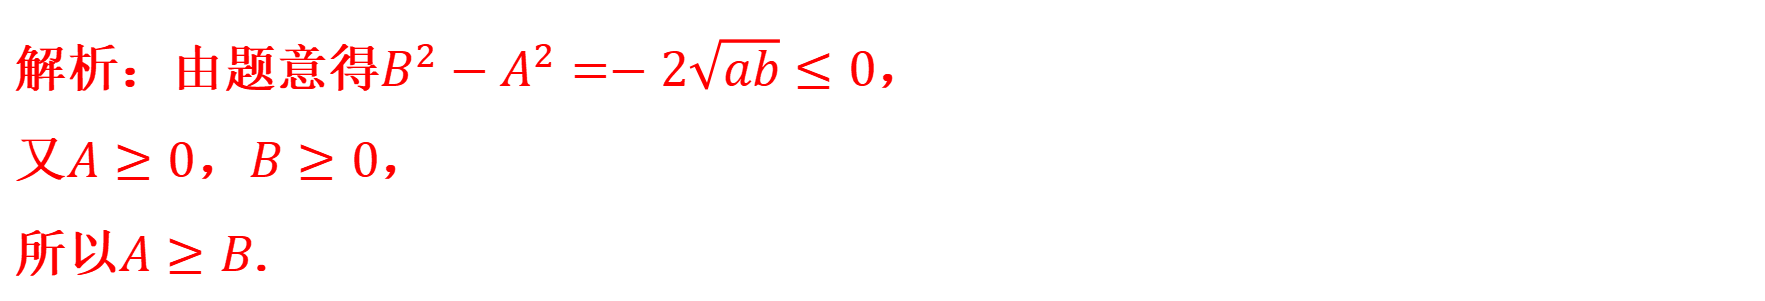 解析：由题意得B² − A² =− 2√ab ≤ 0，
又A ≥ 0，B ≥ 0，
所以A ≥ B.